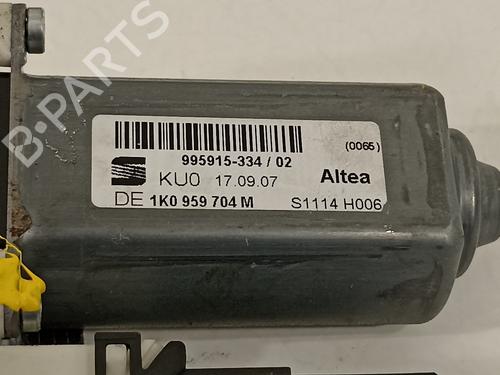 B-PARTS
995915-334 / 02
(0065)
KU0 17.09.07
Altea
DE 1K0 959 704 M
S1114 H006